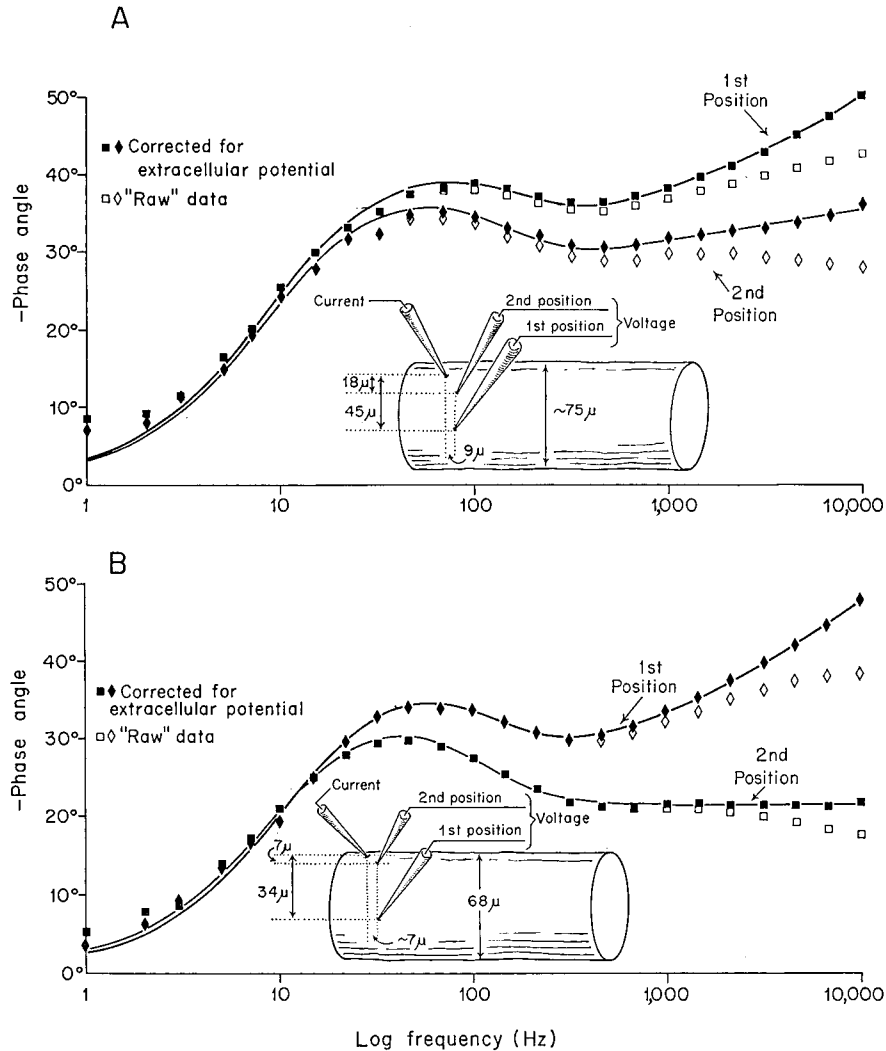 A
50°
40°
30°
20°
10°
0°
-Phase angle
■ ♦ Corrected for
extracellular potential
□ ◊ "Raw" data
1st
Position
2nd
Position
Current
2nd position
1st position
Voltage
18μ
45μ
9μ
~75μ
1
10
100
1,000
10,000
B
50°
40°
30°
20°
10°
0°
-Phase angle
■ ♦ Corrected for
extracellular potential
□ ◊ "Raw" data
1st
Position
2nd
Position
Current
2nd position
1st position
Voltage
7μ
34μ
~7μ
68μ
1
10
100
1,000
10,000
Log frequency (Hz)